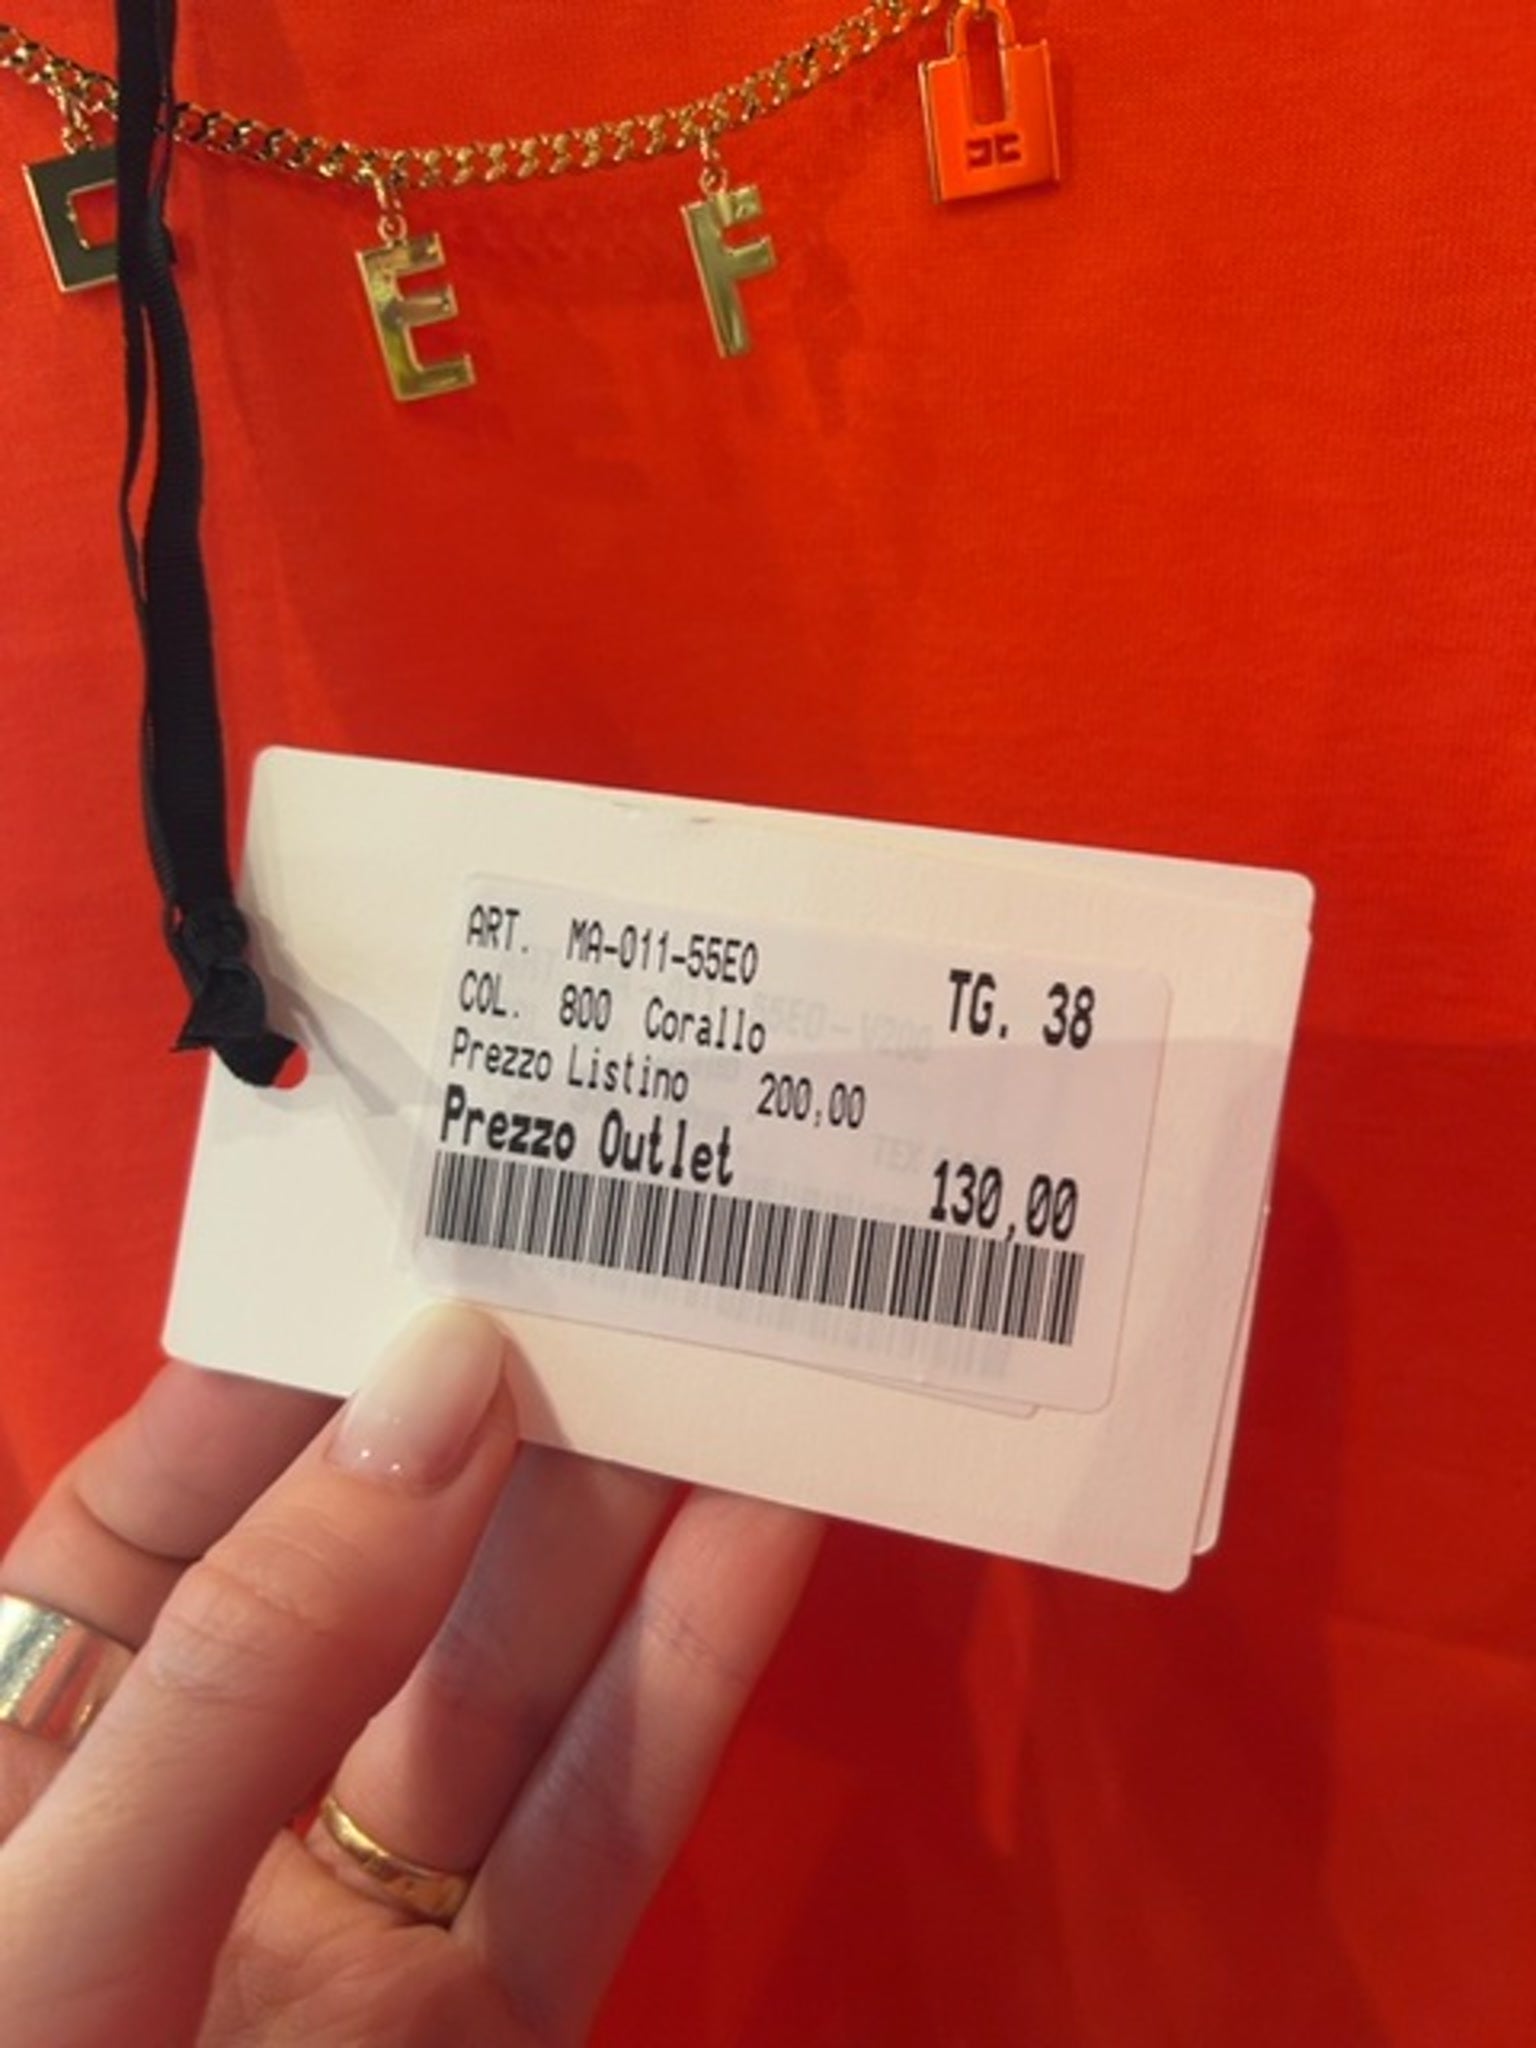 E F
ART. MA-011-55E0
TG. 38
COL. 800 Corallo
Prezzo Listino 200,00
Prezzo Outlet 130,00